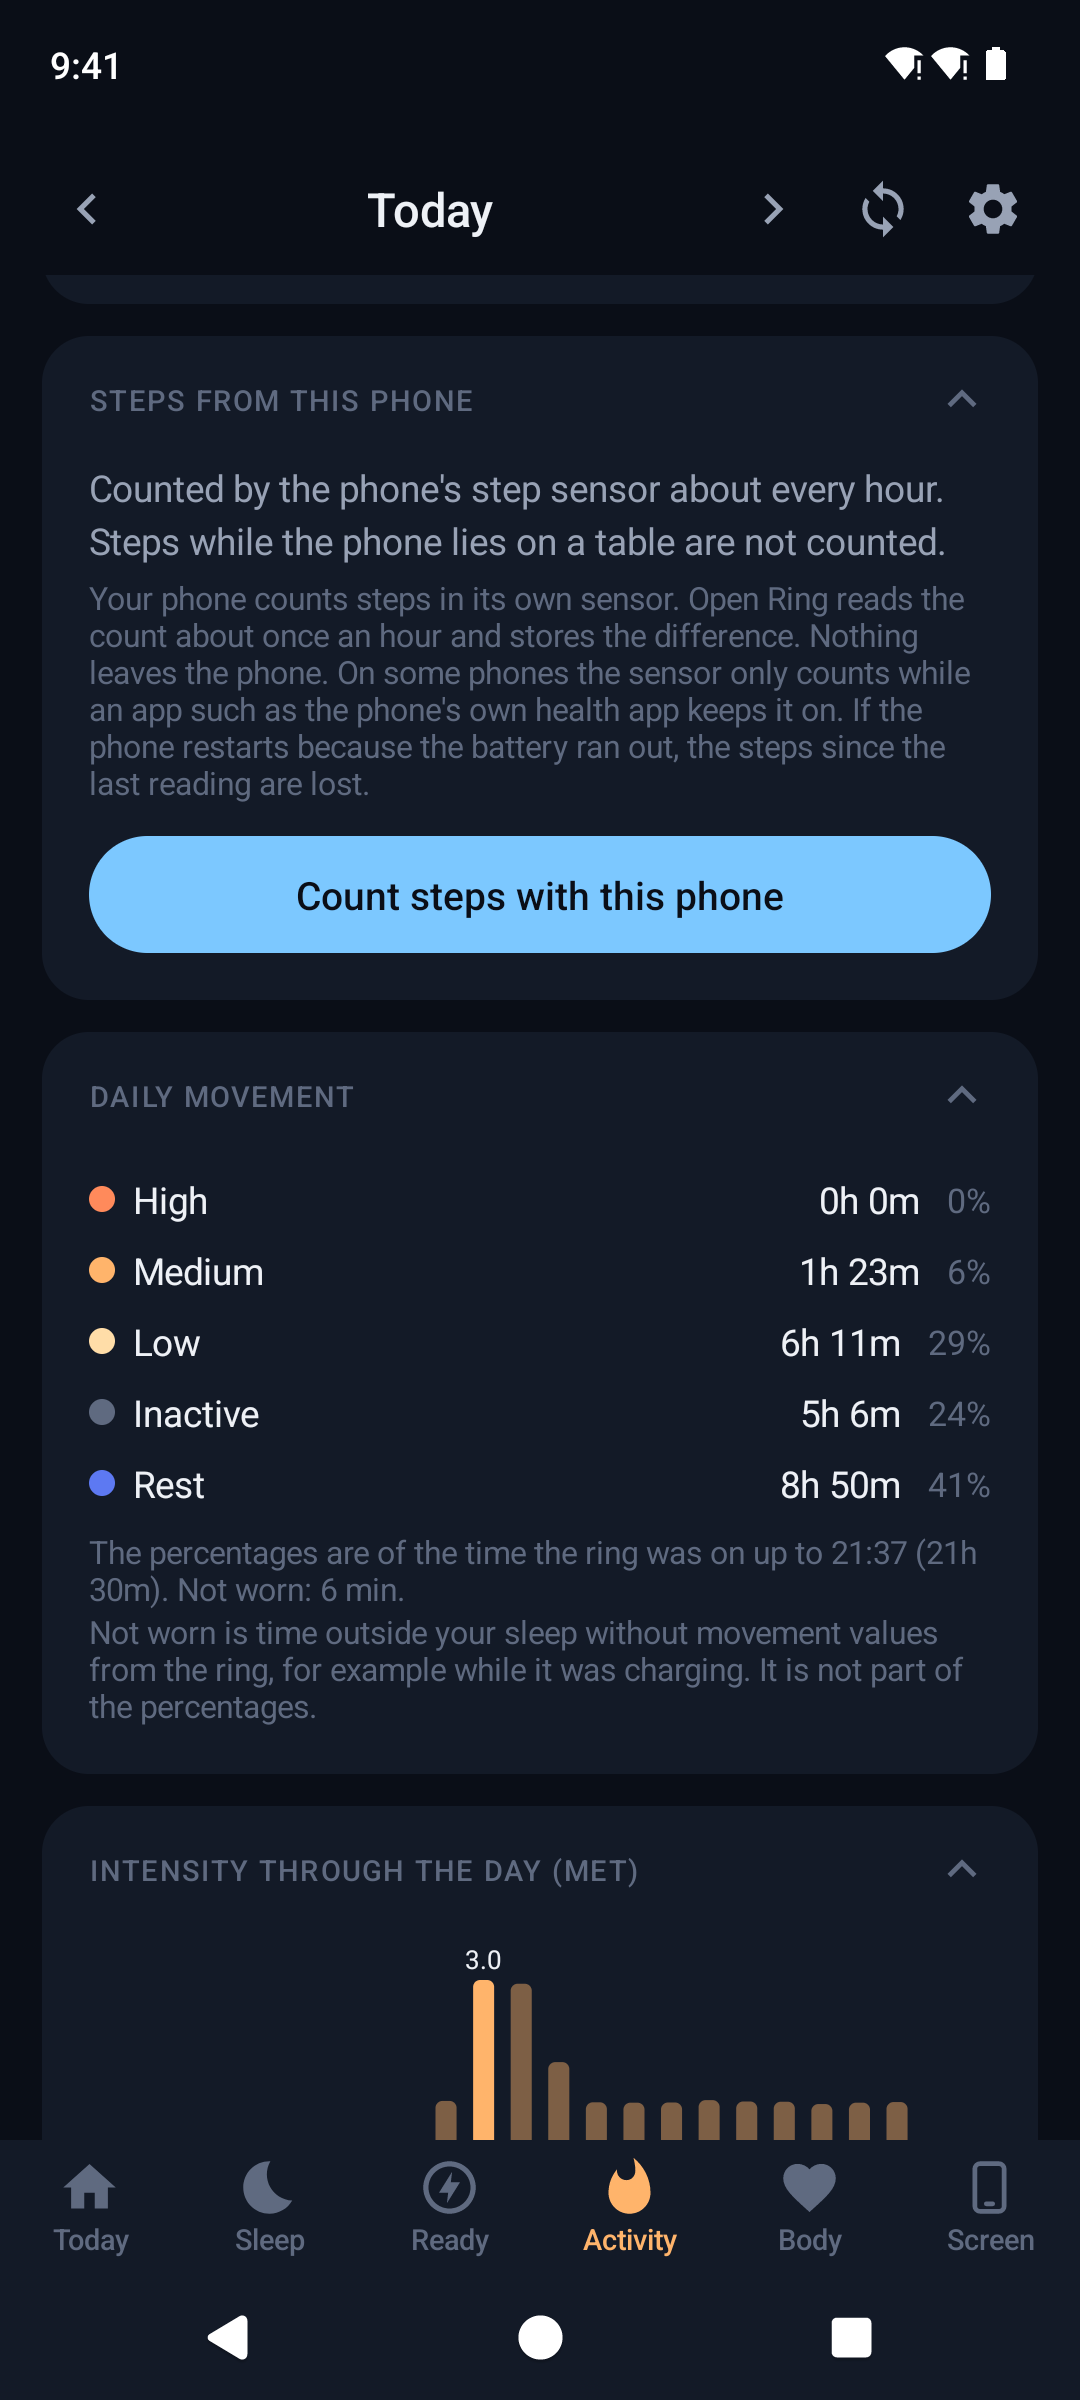 9:41
Today
STEPS FROM THIS PHONE
Counted by the phone's step sensor about every hour.
Steps while the phone lies on a table are not counted.
Your phone counts steps in its own sensor. Open Ring reads the
count about once an hour and stores the difference. Nothing
leaves the phone. On some phones the sensor only counts while
an app such as the phone's own health app keeps it on. If the
phone restarts because the battery ran out, the steps since the
last reading are lost.
Count steps with this phone
DAILY MOVEMENT
High 0h 0m 0%
Medium 1h 23m 6%
Low 6h 11m 29%
Inactive 5h 6m 24%
Rest 8h 50m 41%
The percentages are of the time the ring was on up to 21:37 (21h
30m). Not worn: 6 min.
Not worn is time outside your sleep without movement values
from the ring, for example while it was charging. It is not part of
the percentages.
INTENSITY THROUGH THE DAY (MET)
3.0
Today Sleep Ready Activity Body Screen